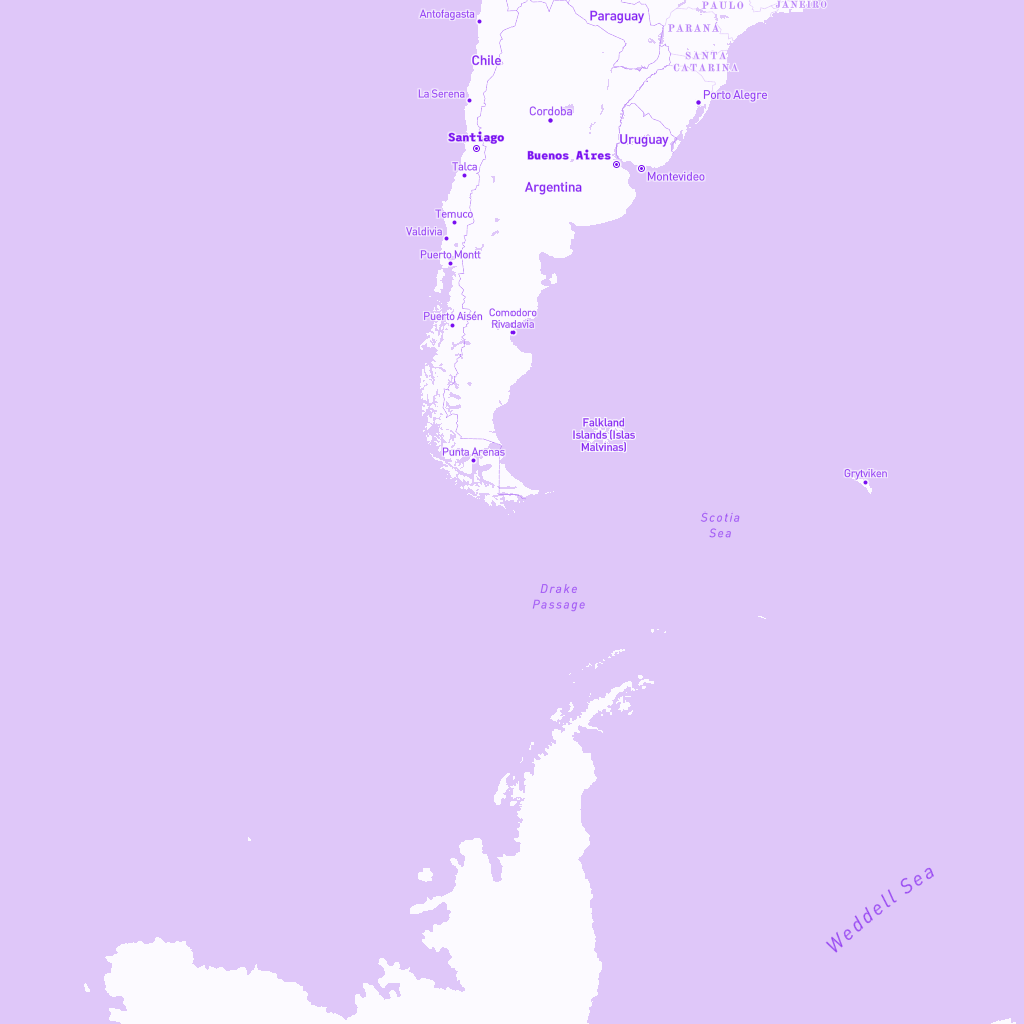 PAULO
JANEIRO
Antofagasta
Paraguay
PARANÁ
Chile
SANTA
CATARINA
La Serena
Porto Alegre
Cordoba
Santiago
Uruguay
Buenos Aires
Talca
Montevideo
Argentina
Temuco
Valdivia
Puerto Montt
Puerto Aisén
Comodoro
Rivadavia
Falkland
Islands (Islas
Malvinas)
Punta Arenas
Grytviken
Scotia
Sea
Drake
Passage
Weddell Sea